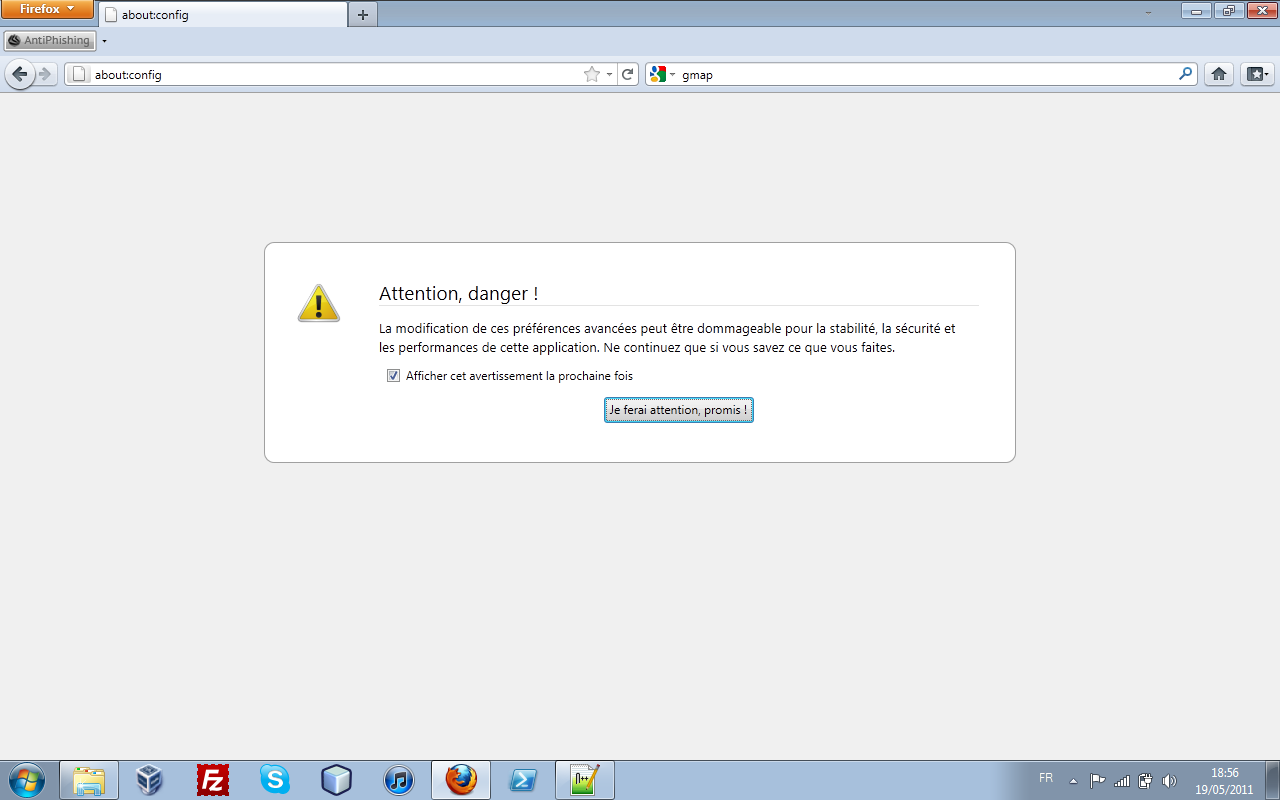 Firefox
about:config
AntiPhishing
about:config
gmap
Attention, danger !
La modification de ces préférences avancées peut être dommageable pour la stabilité, la sécurité et
les performances de cette application. Ne continuez que si vous savez ce que vous faites.
Afficher cet avertissement la prochaine fois
Je ferai attention, promis !
FR
18:56
19/05/2011